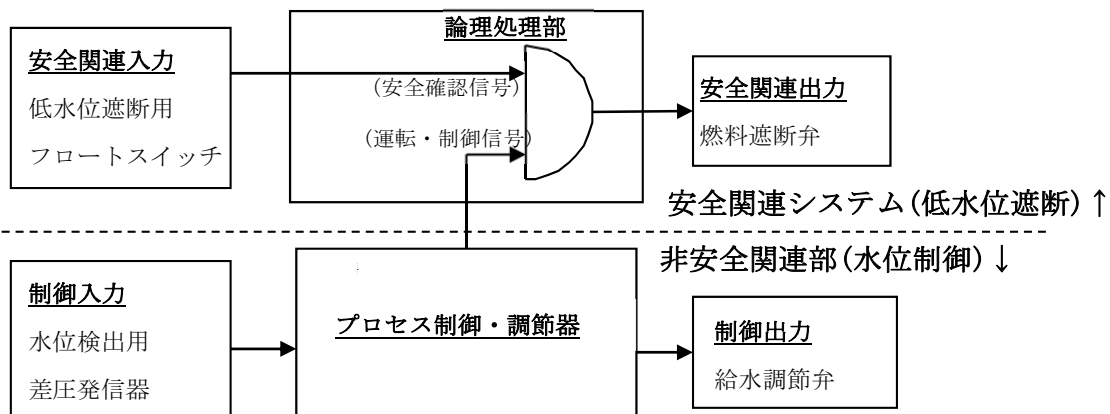 論理処理部
安全関連入力
低水位遮断用
フロートスイッチ
(安全確認信号)
(運転・制御信号)
安全関連出力
燃料遮断弁
安全関連システム(低水位遮断)↑
非安全関連部(水位制御)↓
制御入力
水位検出用
差圧発信器
プロセス制御・調節器
制御出力
給水調節弁